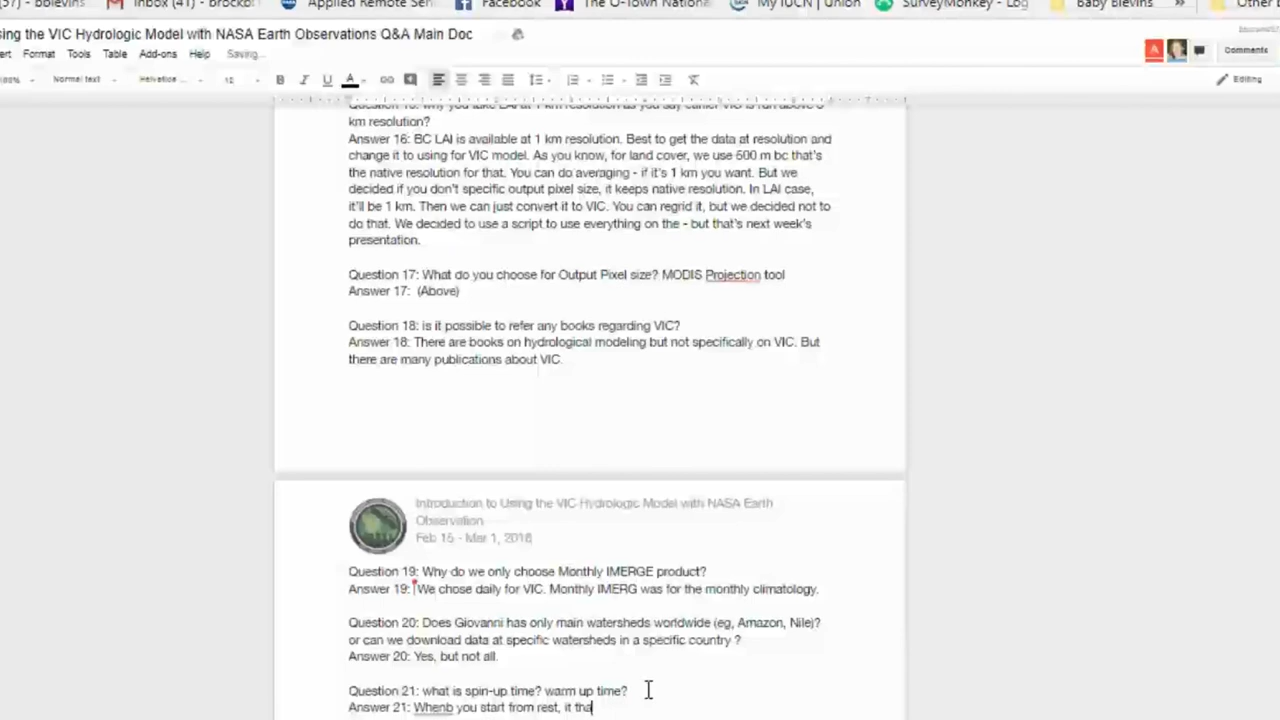 Inbox (41) - brockbl
Applied Remote Sen
Facebook
The O-Town Nationa
My IUCN | Union
SurveyMonkey - Log
Baby Blevins
»
sing the VIC Hydrologic Model with NASA Earth Observations Q&A Main Doc
ert Format Tools Table Add-ons Help Saving...
Comments
Normal text Helvetica ... 12 B I U A Editing
km resolution?
Answer 16: BC LAI is available at 1 km resolution. Best to get the data at resolution and
change it to using for VIC model. As you know, for land cover, we use 500 m bc that's
the native resolution for that. You can do averaging - if it's 1 km you want. But we
decided if you don't specific output pixel size, it keeps native resolution. In LAI case,
it'll be 1 km. Then we can just convert it to VIC. You can regrid it, but we decided not to
do that. We decided to use a script to use everything on the - but that's next week's
presentation.
Question 17: What do you choose for Output Pixel size? MODIS Projection tool
Answer 17: (Above)
Question 18: is it possible to refer any books regarding VIC?
Answer 18: There are books on hydrological modeling but not specifically on VIC. But
there are many publications about VIC.
Introduction to Using the VIC Hydrologic Model with NASA Earth
Observation
Feb 15 - Mar 1, 2018
Question 19: Why do we only choose Monthly IMERGE product?
Answer 19: We chose daily for VIC. Monthly IMERG was for the monthly climatology.
Question 20: Does Giovanni has only main watersheds worldwide (eg, Amazon, Nile)?
or can we download data at specific watersheds in a specific country ?
Answer 20: Yes, but not all.
Question 21: what is spin-up time? warm up time?
Answer 21: Whenb you start from rest, it tha